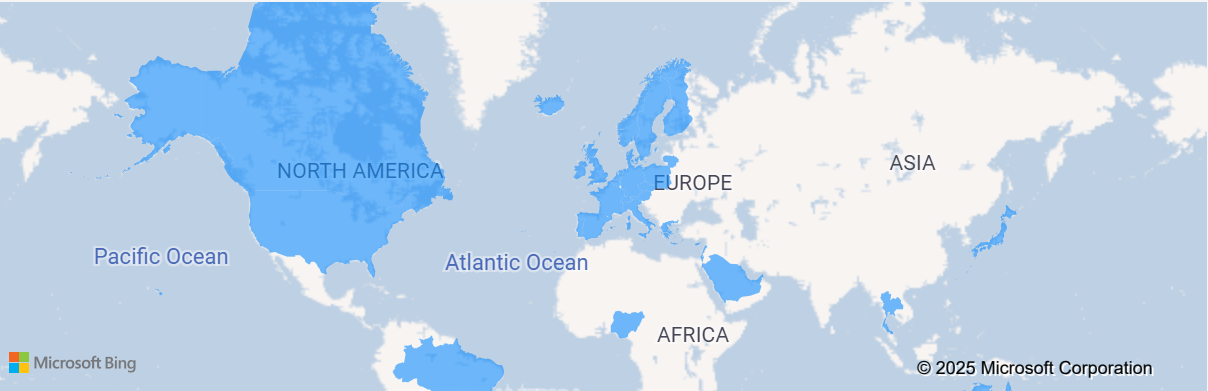 NORTH AMERICA
ASIA
EUROPE
Pacific Ocean
Atlantic Ocean
AFRICA
Microsoft Bing
© 2025 Microsoft Corporation